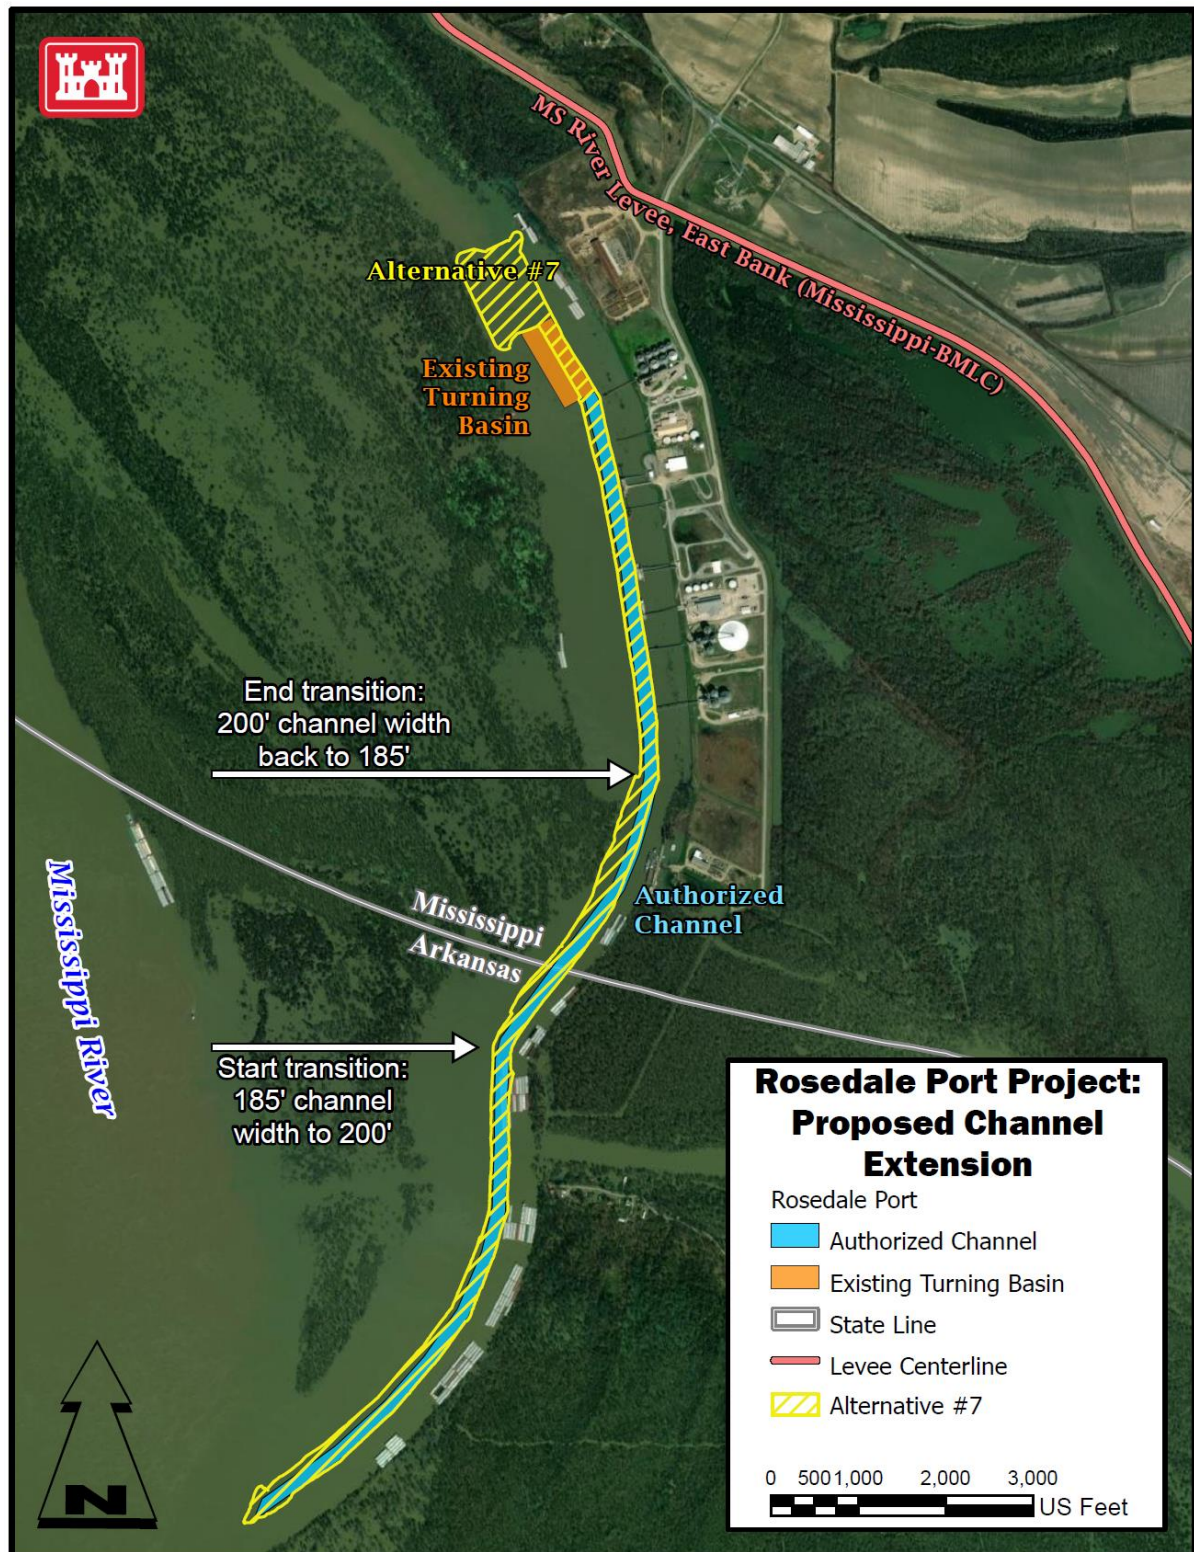 MS River Levee, East Bank (Mississippi-BMLC)
Alternative #7
Existing
Turning
Basin
End transition:
200' channel width
back to 185'
Mississippi River
Mississippi
Arkansas
Authorized
Channel
Start transition:
185' channel
width to 200'
Rosedale Port Project:
Proposed Channel
Extension
Rosedale Port
Authorized Channel
Existing Turning Basin
State Line
Levee Centerline
Alternative #7
0 500 1,000 2,000 3,000
US Feet
N